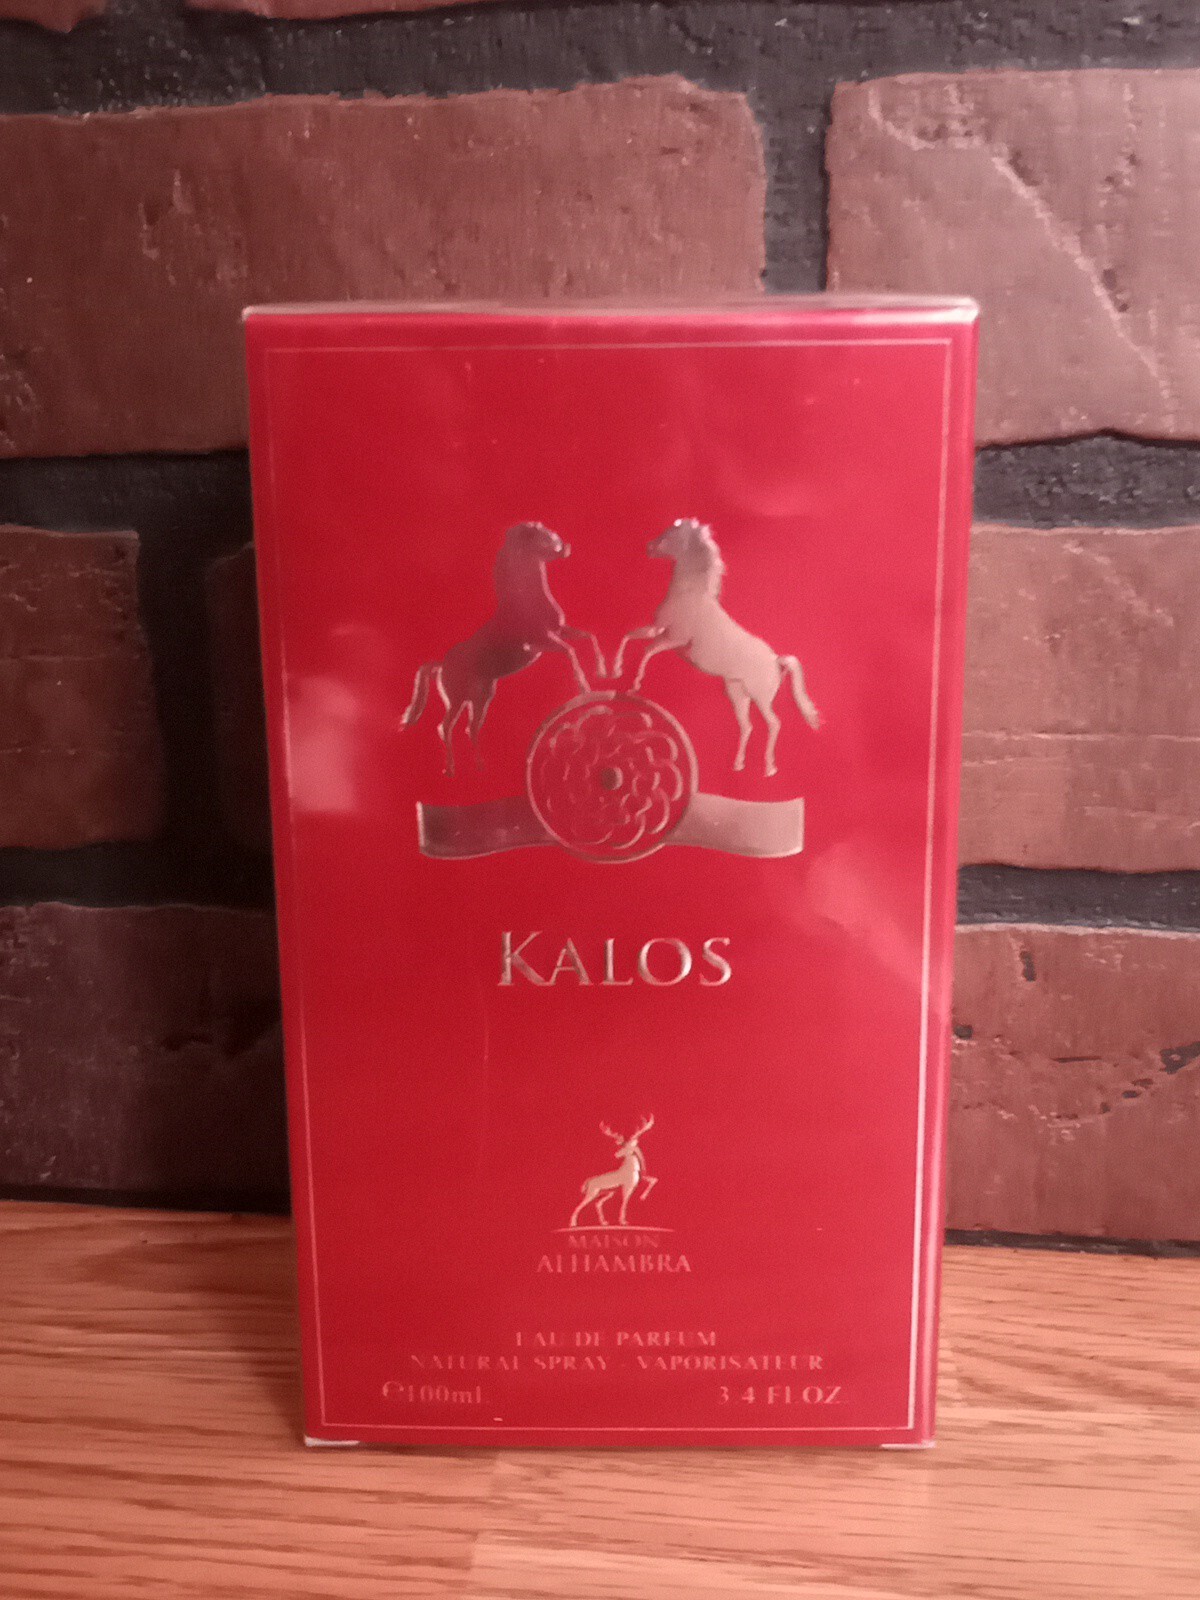 KALOS
MAISON
ALHAMBRA
EAU DE PARFUM
NATURAL SPRAY - VAPORISATEUR
℮100ml. 3.4 FL.OZ.